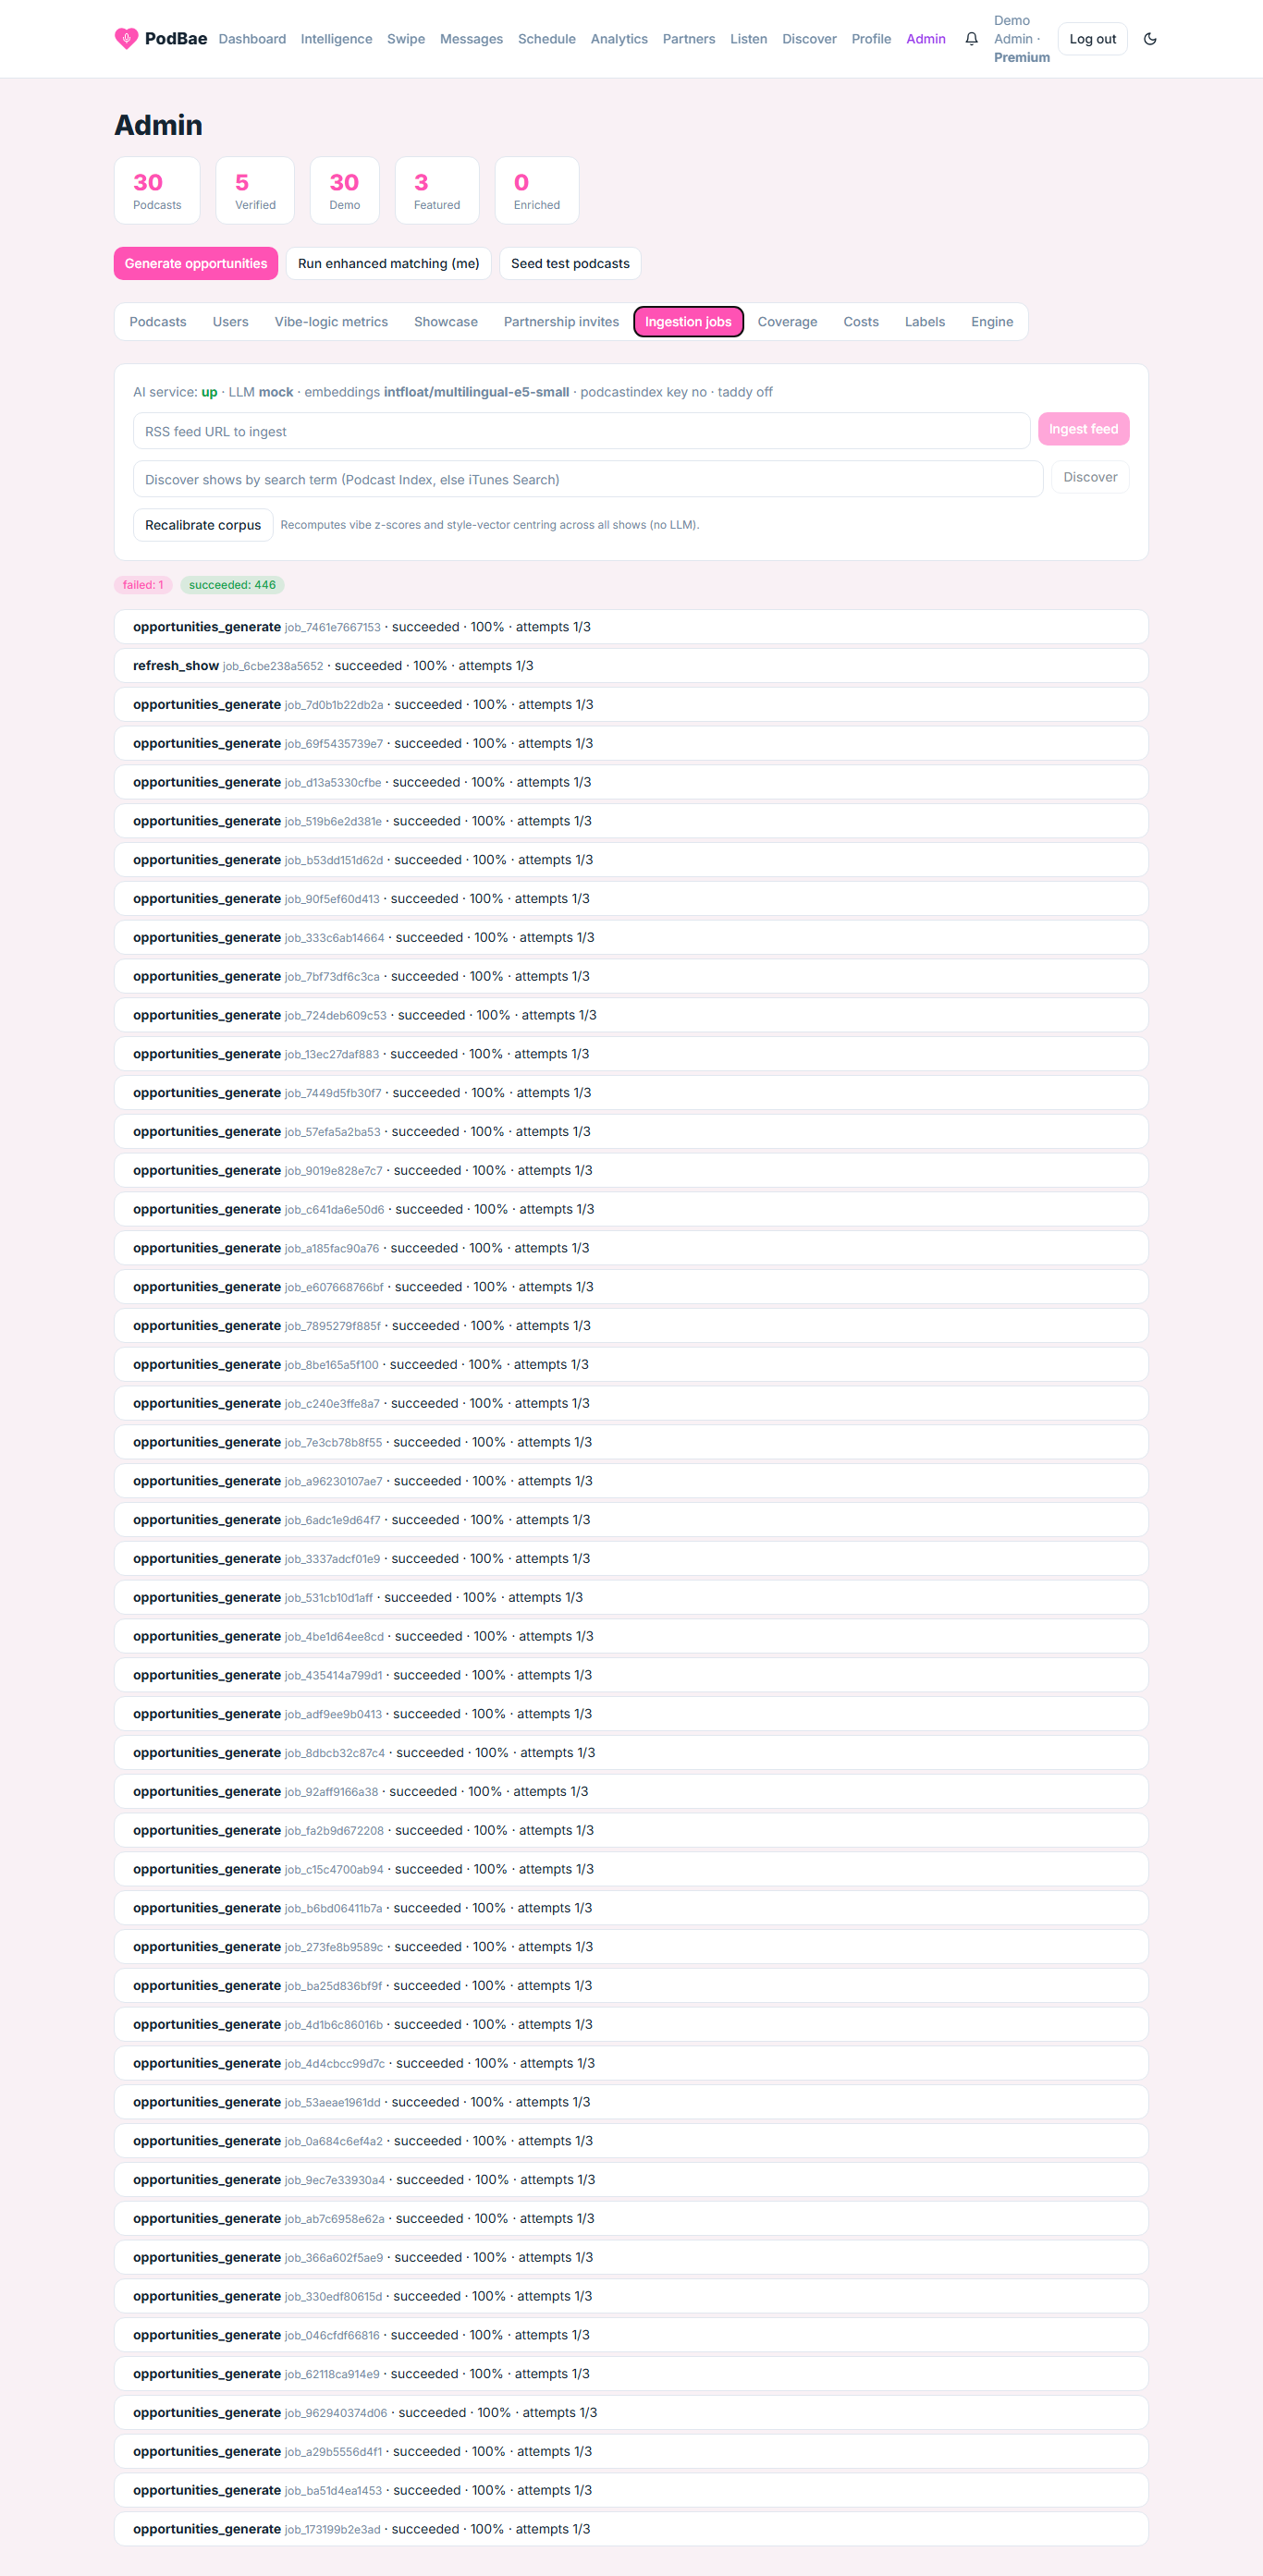 PodBae Dashboard Intelligence Swipe Messages Schedule Analytics Partners Listen Discover Profile Admin Demo Admin · Premium Log out
Admin
30 5 30 3 0
Podcasts Verified Demo Featured Enriched
Generate opportunities Run enhanced matching (me) Seed test podcasts
Podcasts Users Vibe-logic metrics Showcase Partnership invites Ingestion jobs Coverage Costs Labels Engine
AI service: up · LLM mock · embeddings intfloat/multilingual-e5-small · podcastindex key no · taddy off
RSS feed URL to ingest Ingest feed
Discover shows by search term (Podcast Index, else iTunes Search) Discover
Recalibrate corpus Recomputes vibe z-scores and style-vector centring across all shows (no LLM).
failed: 1 succeeded: 446
opportunities_generate job_7461e7667153 · succeeded · 100% · attempts 1/3
refresh_show job_6cbe238a5652 · succeeded · 100% · attempts 1/3
opportunities_generate job_7d0b1b22db2a · succeeded · 100% · attempts 1/3
opportunities_generate job_69f5435739e7 · succeeded · 100% · attempts 1/3
opportunities_generate job_d13a5330cfbe · succeeded · 100% · attempts 1/3
opportunities_generate job_519b6e2d381e · succeeded · 100% · attempts 1/3
opportunities_generate job_b53dd151d62d · succeeded · 100% · attempts 1/3
opportunities_generate job_90f5ef60d413 · succeeded · 100% · attempts 1/3
opportunities_generate job_333c6ab14664 · succeeded · 100% · attempts 1/3
opportunities_generate job_7bf73df6c3ca · succeeded · 100% · attempts 1/3
opportunities_generate job_724deb609c53 · succeeded · 100% · attempts 1/3
opportunities_generate job_13ec27daf883 · succeeded · 100% · attempts 1/3
opportunities_generate job_7449d5fb30f7 · succeeded · 100% · attempts 1/3
opportunities_generate job_57efa5a2ba53 · succeeded · 100% · attempts 1/3
opportunities_generate job_9019e828e7c7 · succeeded · 100% · attempts 1/3
opportunities_generate job_c641da6e50d6 · succeeded · 100% · attempts 1/3
opportunities_generate job_a185fac90a76 · succeeded · 100% · attempts 1/3
opportunities_generate job_e607668766bf · succeeded · 100% · attempts 1/3
opportunities_generate job_7895279f885f · succeeded · 100% · attempts 1/3
opportunities_generate job_8be165a5f100 · succeeded · 100% · attempts 1/3
opportunities_generate job_c240e3ffe8a7 · succeeded · 100% · attempts 1/3
opportunities_generate job_7e3cb78b8f55 · succeeded · 100% · attempts 1/3
opportunities_generate job_a96230107ae7 · succeeded · 100% · attempts 1/3
opportunities_generate job_6adc1e9d64f7 · succeeded · 100% · attempts 1/3
opportunities_generate job_3337adcf01e9 · succeeded · 100% · attempts 1/3
opportunities_generate job_531cb10d1aff · succeeded · 100% · attempts 1/3
opportunities_generate job_4be1d64ee8cd · succeeded · 100% · attempts 1/3
opportunities_generate job_435414a799d1 · succeeded · 100% · attempts 1/3
opportunities_generate job_adf9ee9b0413 · succeeded · 100% · attempts 1/3
opportunities_generate job_8dbcb32c87c4 · succeeded · 100% · attempts 1/3
opportunities_generate job_92aff9166a38 · succeeded · 100% · attempts 1/3
opportunities_generate job_fa2b9d672208 · succeeded · 100% · attempts 1/3
opportunities_generate job_c15c4700ab94 · succeeded · 100% · attempts 1/3
opportunities_generate job_b6bd06411b7a · succeeded · 100% · attempts 1/3
opportunities_generate job_273fe8b9589c · succeeded · 100% · attempts 1/3
opportunities_generate job_ba25d836bf9f · succeeded · 100% · attempts 1/3
opportunities_generate job_4d1b6c86016b · succeeded · 100% · attempts 1/3
opportunities_generate job_4d4cbcc99d7c · succeeded · 100% · attempts 1/3
opportunities_generate job_53aeae1961dd · succeeded · 100% · attempts 1/3
opportunities_generate job_0a684c6ef4a2 · succeeded · 100% · attempts 1/3
opportunities_generate job_9ec7e33930a4 · succeeded · 100% · attempts 1/3
opportunities_generate job_ab7c6958e62a · succeeded · 100% · attempts 1/3
opportunities_generate job_366a602f5ae9 · succeeded · 100% · attempts 1/3
opportunities_generate job_330edf80615d · succeeded · 100% · attempts 1/3
opportunities_generate job_046cfdf66816 · succeeded · 100% · attempts 1/3
opportunities_generate job_62118ca914e9 · succeeded · 100% · attempts 1/3
opportunities_generate job_962940374d06 · succeeded · 100% · attempts 1/3
opportunities_generate job_a29b5556d4f1 · succeeded · 100% · attempts 1/3
opportunities_generate job_ba51d4ea1453 · succeeded · 100% · attempts 1/3
opportunities_generate job_173199b2e3ad · succeeded · 100% · attempts 1/3